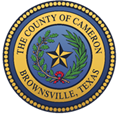 THE COUNTY OF CAMERON
BROWNSVILLE, TEXAS